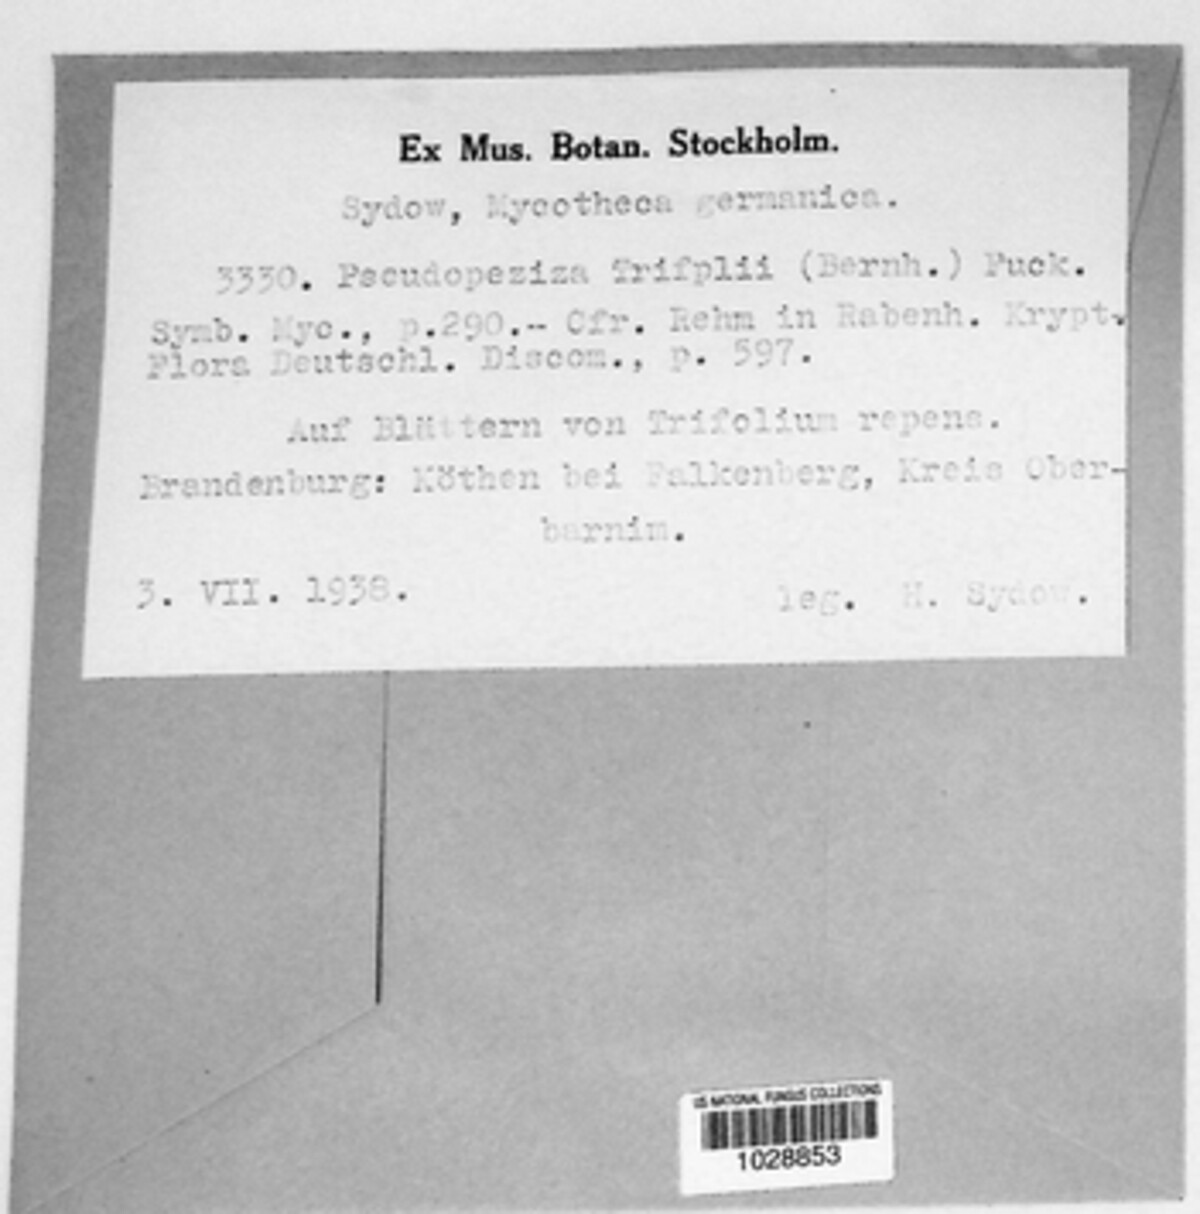 Ex Mus. Botan. Stockholm.
Sydow, Mycotheca germanica.
3330. Pseudopeziza Trifplii (Bernh.) Fuck.
Symb. Myc., p.290.-- Cfr. Rehm in Rabenh. Krypt.
Flora Deutschl. Discom., p. 597.
Auf Blättern von Trifolium repens.
Brandenburg: Köthen bei Falkenberg, Kreis Ober-
barnim.
3. VII. 1938. leg. H. Sydow.
US NATIONAL FUNGUS COLLECTIONS
1028853